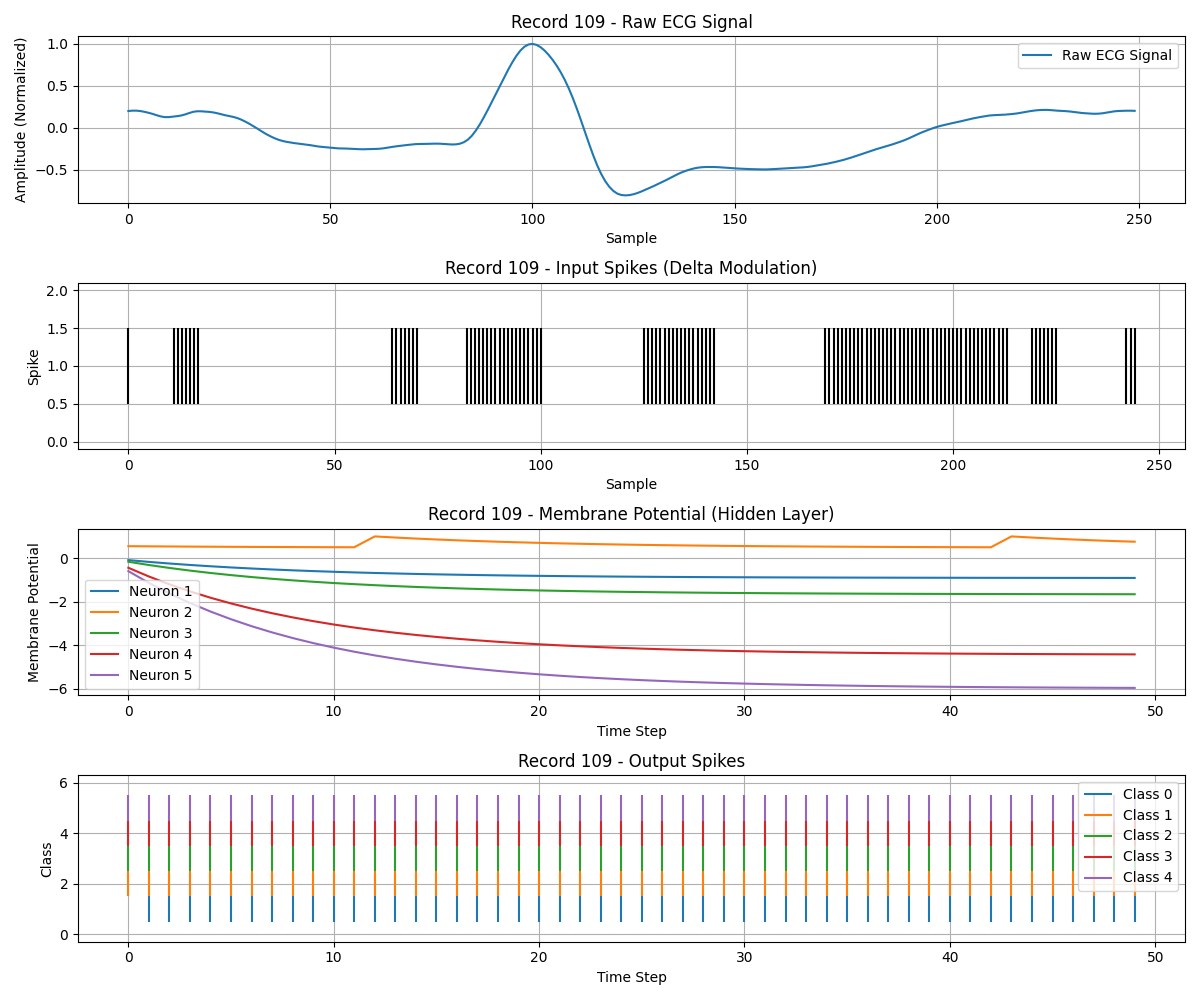 Record 109 - Raw ECG Signal
Amplitude (Normalized)
1.0
0.5
0.0
−0.5
Raw ECG Signal
0 50 100 150 200 250
Sample
Record 109 - Input Spikes (Delta Modulation)
Spike
2.0
1.5
1.0
0.5
0.0
0 50 100 150 200 250
Sample
Record 109 - Membrane Potential (Hidden Layer)
Membrane Potential
0
−2
−4
−6
Neuron 1
Neuron 2
Neuron 3
Neuron 4
Neuron 5
0 10 20 30 40 50
Time Step
Record 109 - Output Spikes
Class
6
4
2
0
Class 0
Class 1
Class 2
Class 3
Class 4
0 10 20 30 40 50
Time Step